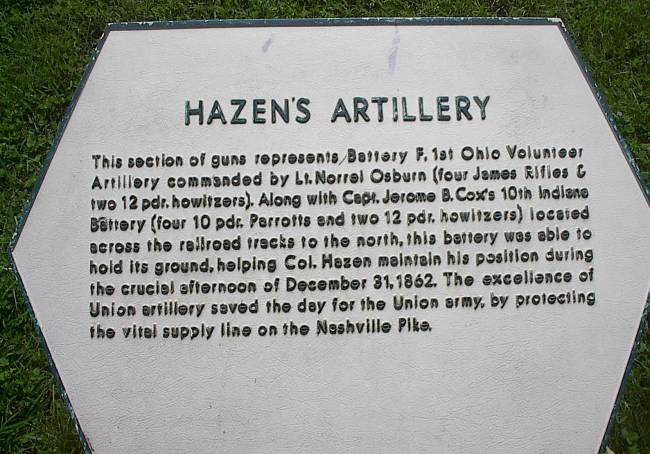 HAZEN'S ARTILLERY
This section of guns represents Battery F, 1st Ohio Volunteer
Artillery commanded by Lt. Norral Osburn (four James Rifles &
two 12 pdr. howitzers). Along with Capt. Jerome B. Cox's 10th Indiana
Battery (four 10 pdr. Parrotts and two 12 pdr. howitzers) located
across the railroad tracks to the north, this battery was able to
hold its ground, helping Col. Hazen maintain his position during
the crucial afternoon of December 31, 1862. The excellence of
Union artillery saved the day for the Union army, by protecting
the vital supply line on the Nashville Pike.